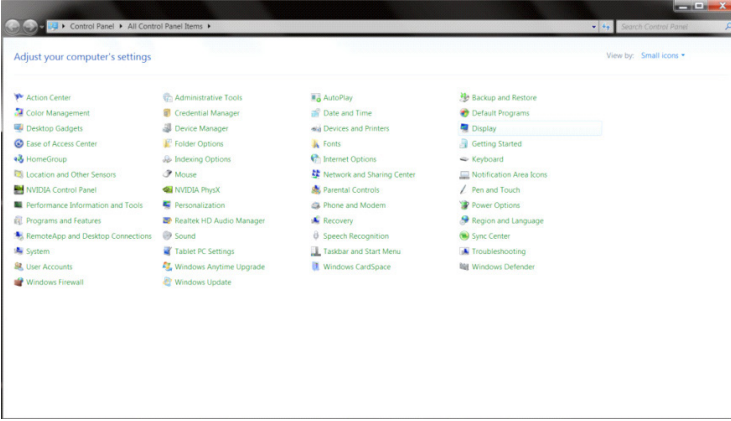 Control Panel ▸ All Control Panel Items ▸ Search Control Panel
Adjust your computer's settings View by: Small icons
Action Center Administrative Tools AutoPlay Backup and Restore
Color Management Credential Manager Date and Time Default Programs
Desktop Gadgets Device Manager Devices and Printers Display
Ease of Access Center Folder Options Fonts Getting Started
HomeGroup Indexing Options Internet Options Keyboard
Location and Other Sensors Mouse Network and Sharing Center Notification Area Icons
NVIDIA Control Panel NVIDIA PhysX Parental Controls Pen and Touch
Performance Information and Tools Personalization Phone and Modem Power Options
Programs and Features Realtek HD Audio Manager Recovery Region and Language
RemoteApp and Desktop Connections Sound Speech Recognition Sync Center
System Tablet PC Settings Taskbar and Start Menu Troubleshooting
User Accounts Windows Anytime Upgrade Windows CardSpace Windows Defender
Windows Firewall Windows Update